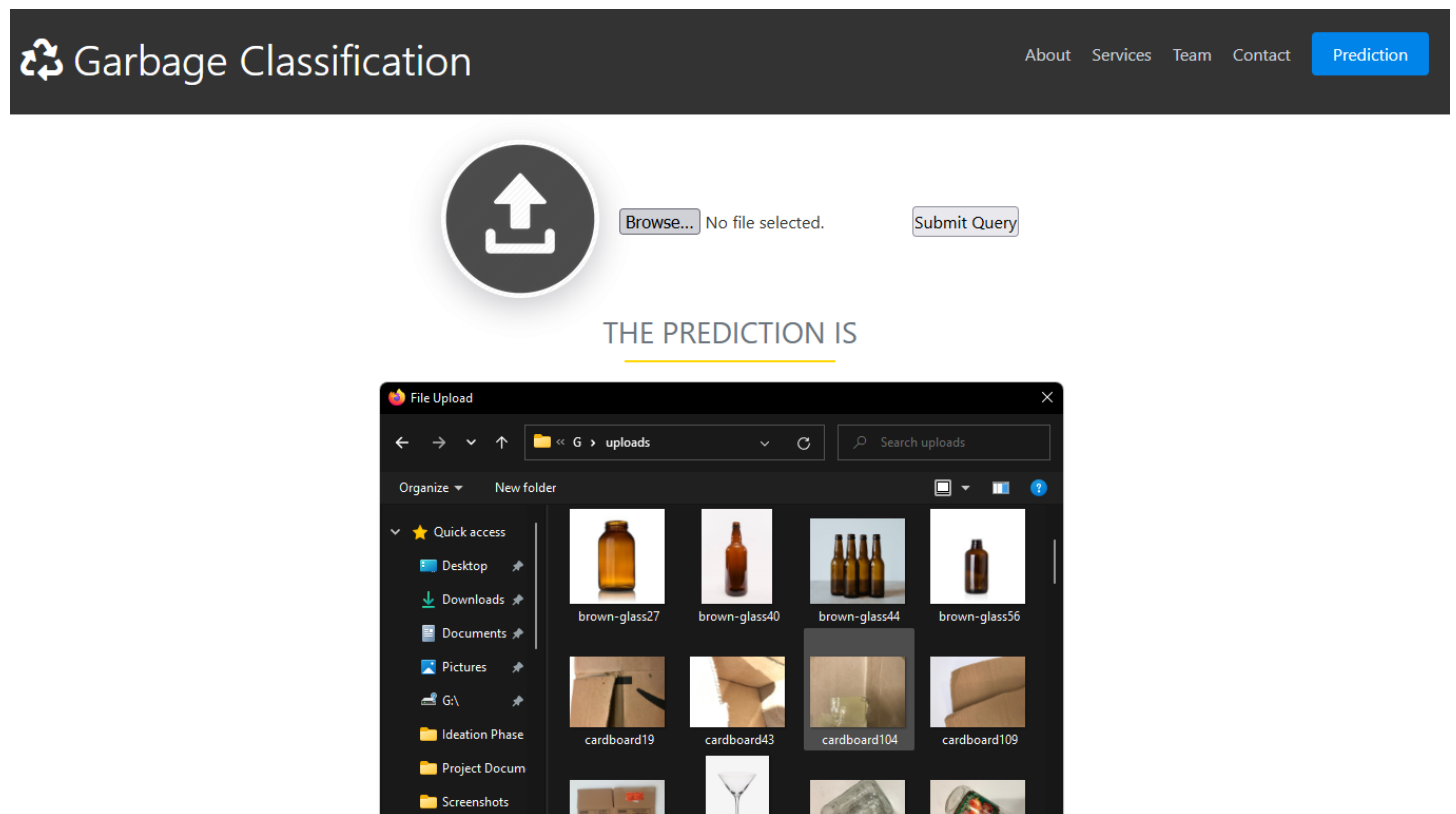 Garbage Classification
About Services Team Contact Prediction
Browse... No file selected. Submit Query
THE PREDICTION IS
File Upload
« G › uploads
Search uploads
Organize New folder
Quick access
Desktop
Downloads
Documents
Pictures
G:\
Ideation Phase
Project Docum
Screenshots
brown-glass27 brown-glass40 brown-glass44 brown-glass56
cardboard19 cardboard43 cardboard104 cardboard109